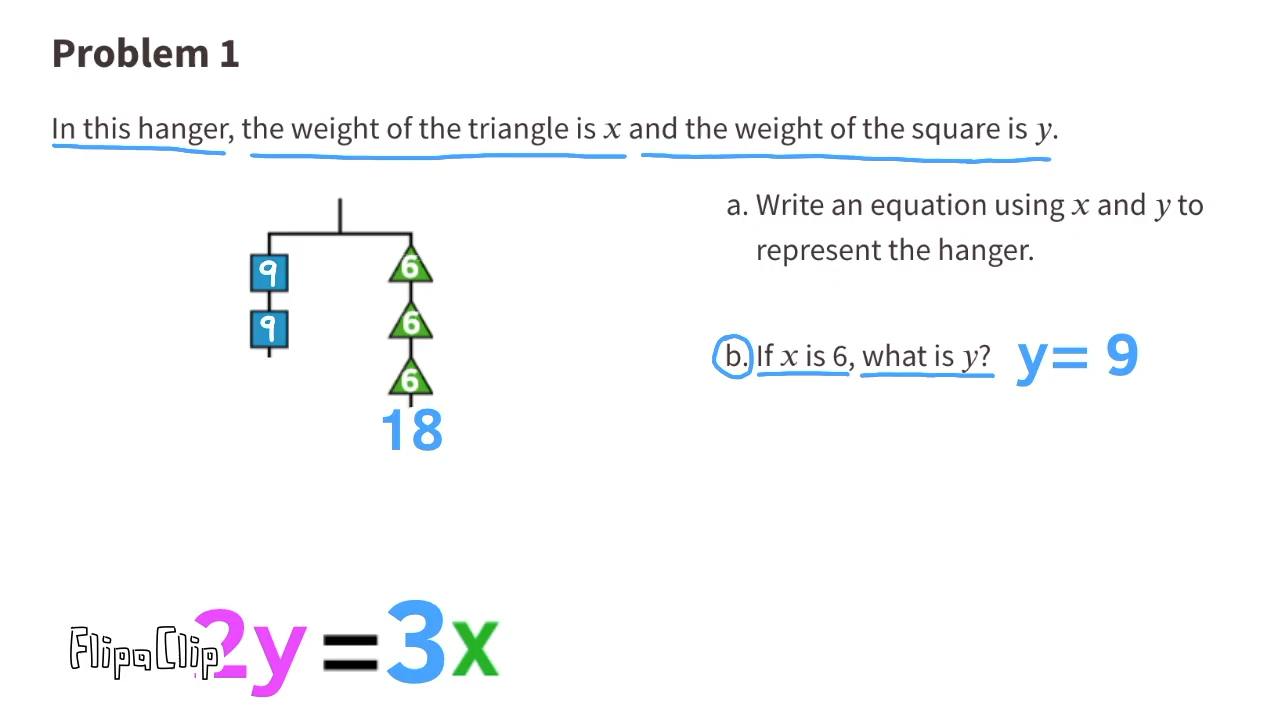 Problem 1
In this hanger, the weight of the triangle is x and the weight of the square is y.
a. Write an equation using x and y to
represent the hanger.
9
6
9
6
6
18
b. If x is 6, what is y? y= 9
FlipaClip
2y = 3x